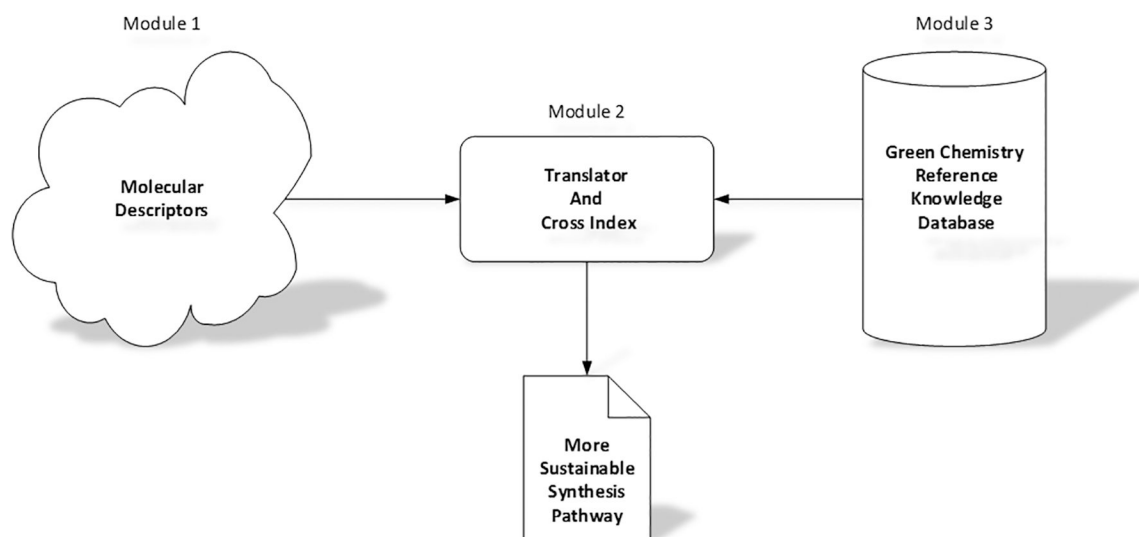 Module 1
Molecular
Descriptors
Module 2
Translator
And
Cross Index
Module 3
Green Chemistry
Reference
Knowledge
Database
More
Sustainable
Synthesis
Pathway